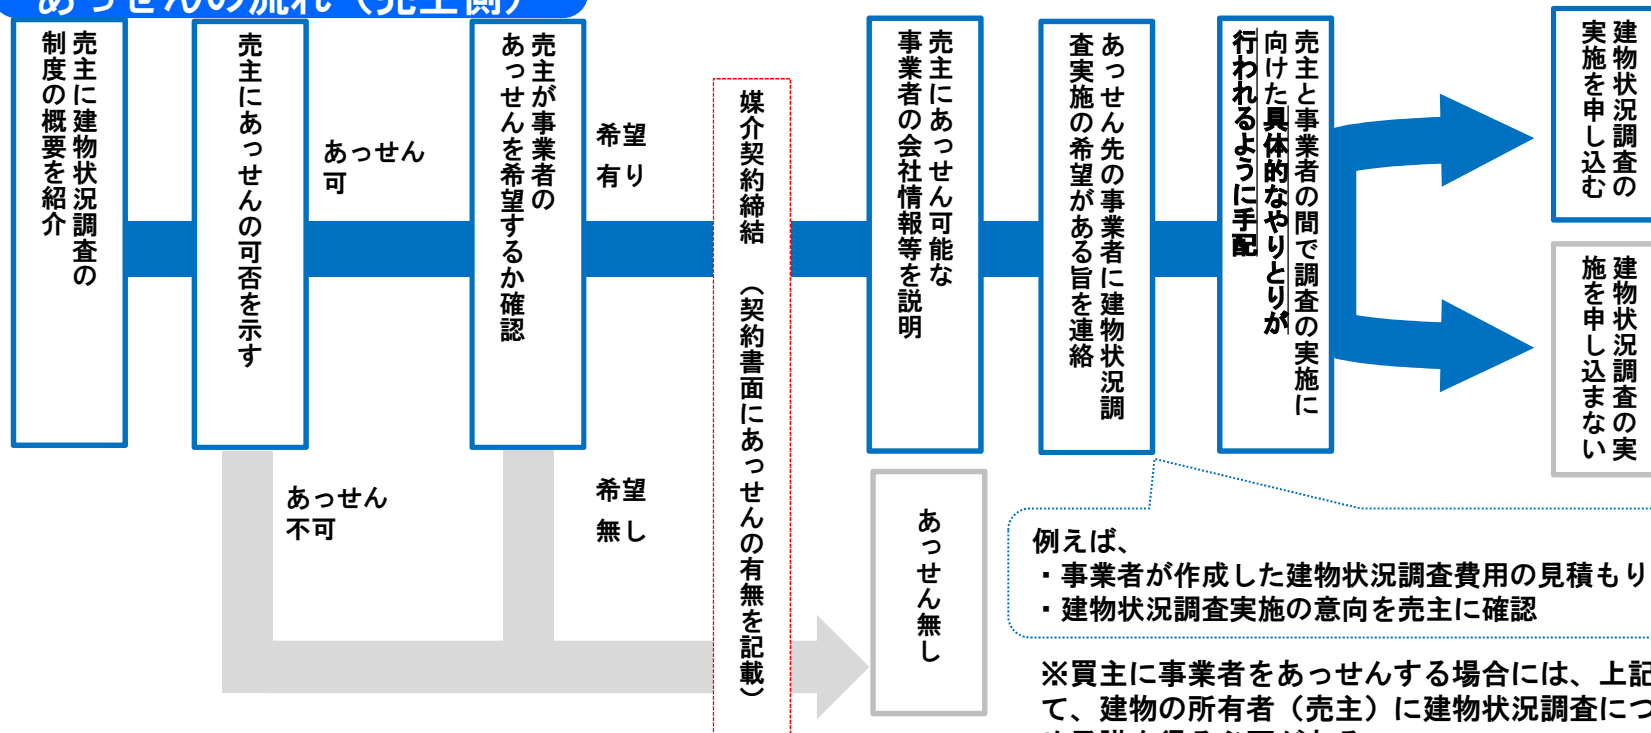 あっせんの流れ（売主側）
売主に建物状況調査の
制度の概要を紹介
売主にあっせんの可否を示す
あっせん
可
あっせん
不可
売主が事業者の
あっせんを希望するか確認
希望
有り
希望
無し
媒介契約締結　（契約書面にあっせんの有無を記載）
売主にあっせん可能な
事業者の会社情報等を説明
あっせん無し
あっせん先の事業者に建物状況調
査実施の希望がある旨を連絡
売主と事業者の間で調査の実施に
向けた具体的なやりとりが
行われるように手配
建物状況調査の
実施を申し込む
建物状況調査の実
施を申し込まない
例えば、
・事業者が作成した建物状況調査費用の見積もり
・建物状況調査実施の意向を売主に確認
※買主に事業者をあっせんする場合には、上記
て、建物の所有者（売主）に建物状況調査につ